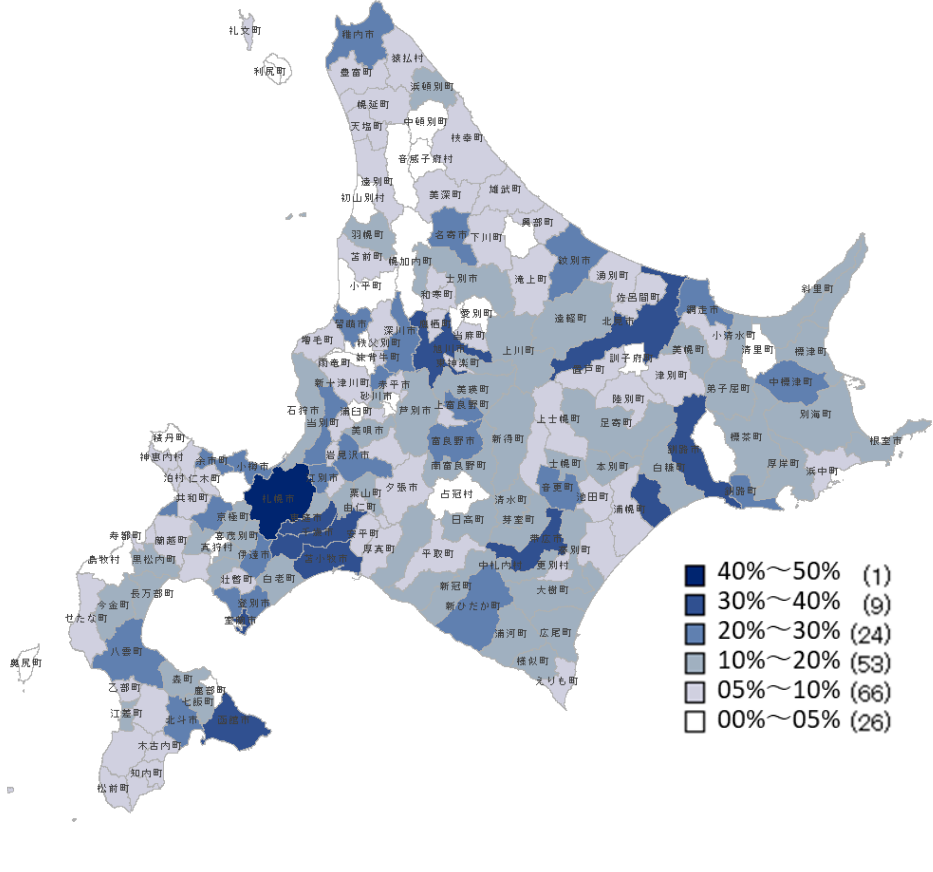 礼文町
稚内市
猿払村
利尻町
豊富町
浜頓別町
幌延町
中頓別町
天塩町
枝幸町
音威子府村
遠別町
美深町
雄武町
初山別村
興部町
羽幌町
名寄市
下川町
苫前町
幌加内町
紋別市
士別市
滝上町
湧別町
斜里町
小平町
和寒町
佐呂間町
愛別町
網走市
遠軽町
北見市
留萌市
深川市
当麻町
小清水町
増毛町
秩父別町
上川町
美幌町
清里町
標津町
雨竜町
妹背牛町
訓子府町
置戸町
津別町
新十津川町
赤平市
砂川市
美瑛町
弟子屈町
中標津町
石狩市
浦臼町
芦別市
上富良野町
陸別町
当別町
美唄市
上士幌町
足寄町
別海町
積丹町
富良野市
新得町
標茶町
根室市
神恵内村
余市町
小樽市
岩見沢市
南富良野町
士幌町
本別町
白糠町
厚岸町
浜中町
泊村
仁木町
江別市
夕張市
音更町
釧路町
共和町
札幌市
栗山町
占冠村
清水町
池田町
由仁町
浦幌町
京極町
日高町
芽室町
寿都町
蘭越町
喜茂別町
真狩村
安平町
帯広市
島牧村
黒松内町
伊達市
苫小牧市
厚真町
平取町
中札内村
更別村
今金町
長万部町
壮瞥町
白老町
新冠町
大樹町
せたな町
登別市
室蘭市
新ひだか町
浦河町
広尾町
八雲町
奥尻町
様似町
えりも町
乙部町
森町
鹿部町
七飯町
江差町
北斗市
函館市
木古内町
知内町
松前町
40%～50% (1)
30%～40% (9)
20%～30% (24)
10%～20% (53)
05%～10% (66)
00%～05% (26)